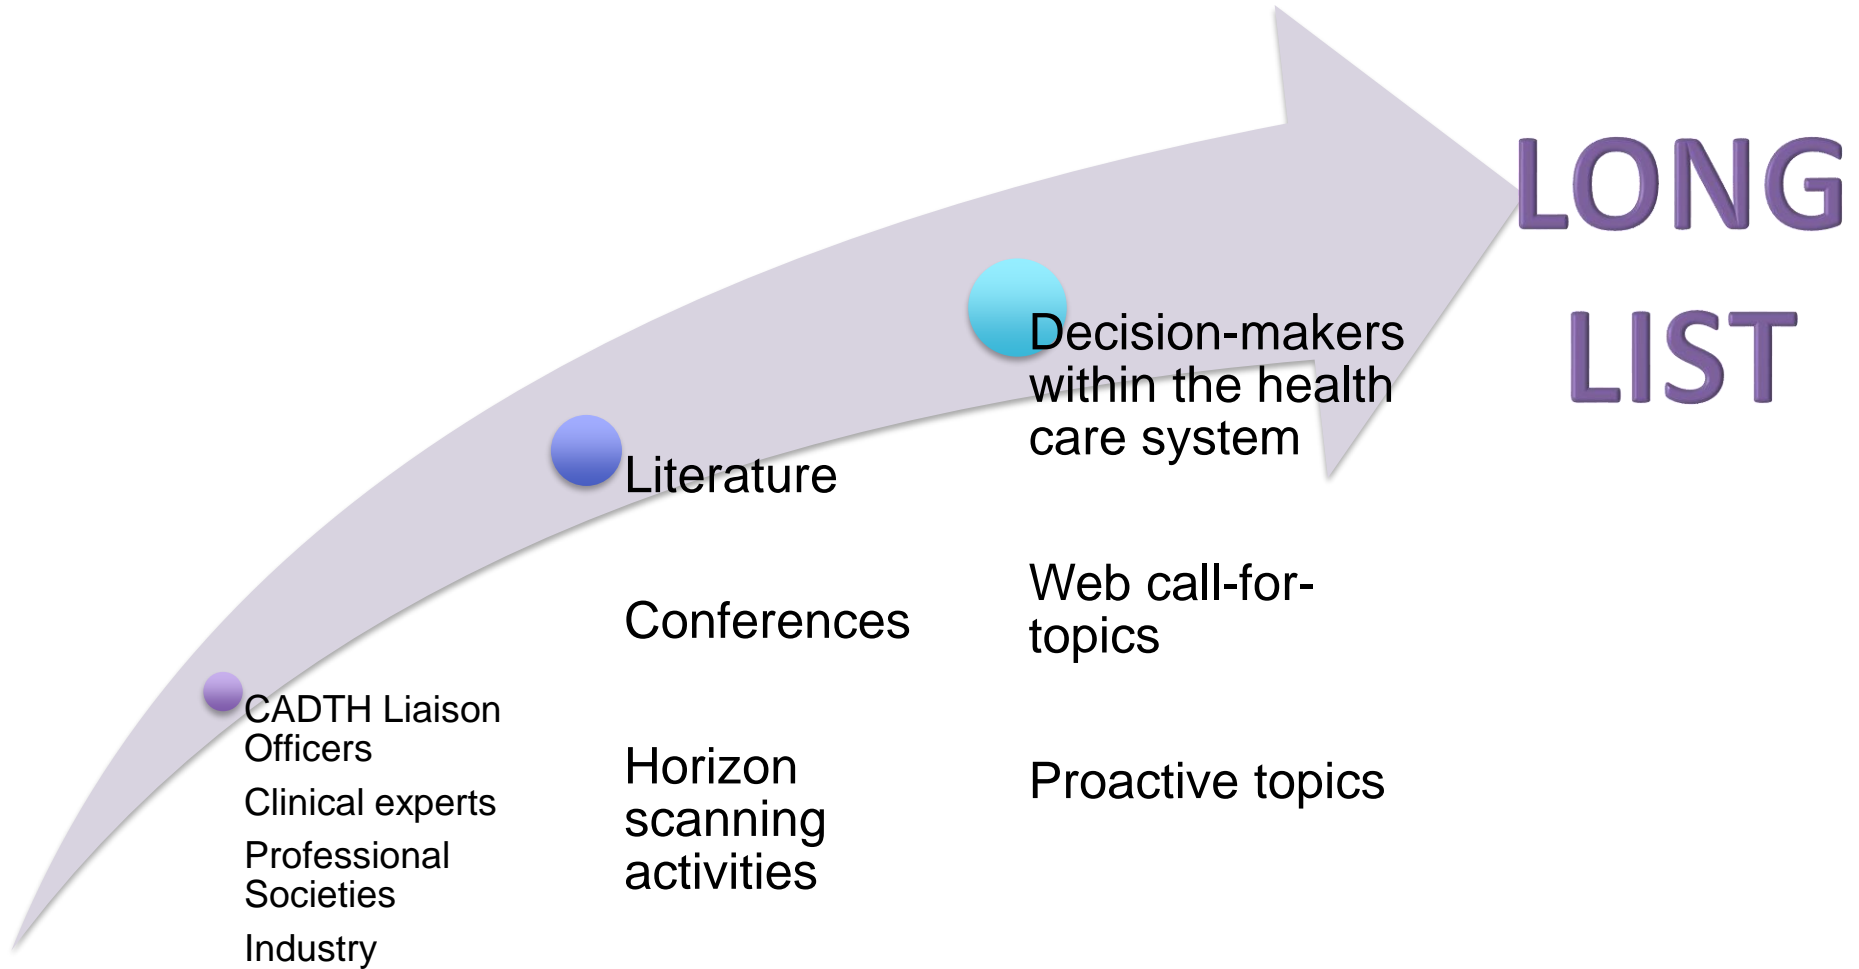 CADTH Liaison
Officers
Clinical experts
Professional
Societies
Industry
Literature
Conferences
Horizon
scanning
activities
Decision-makers
within the health
care system
Web call-for-
topics
Proactive topics
LONG
LIST